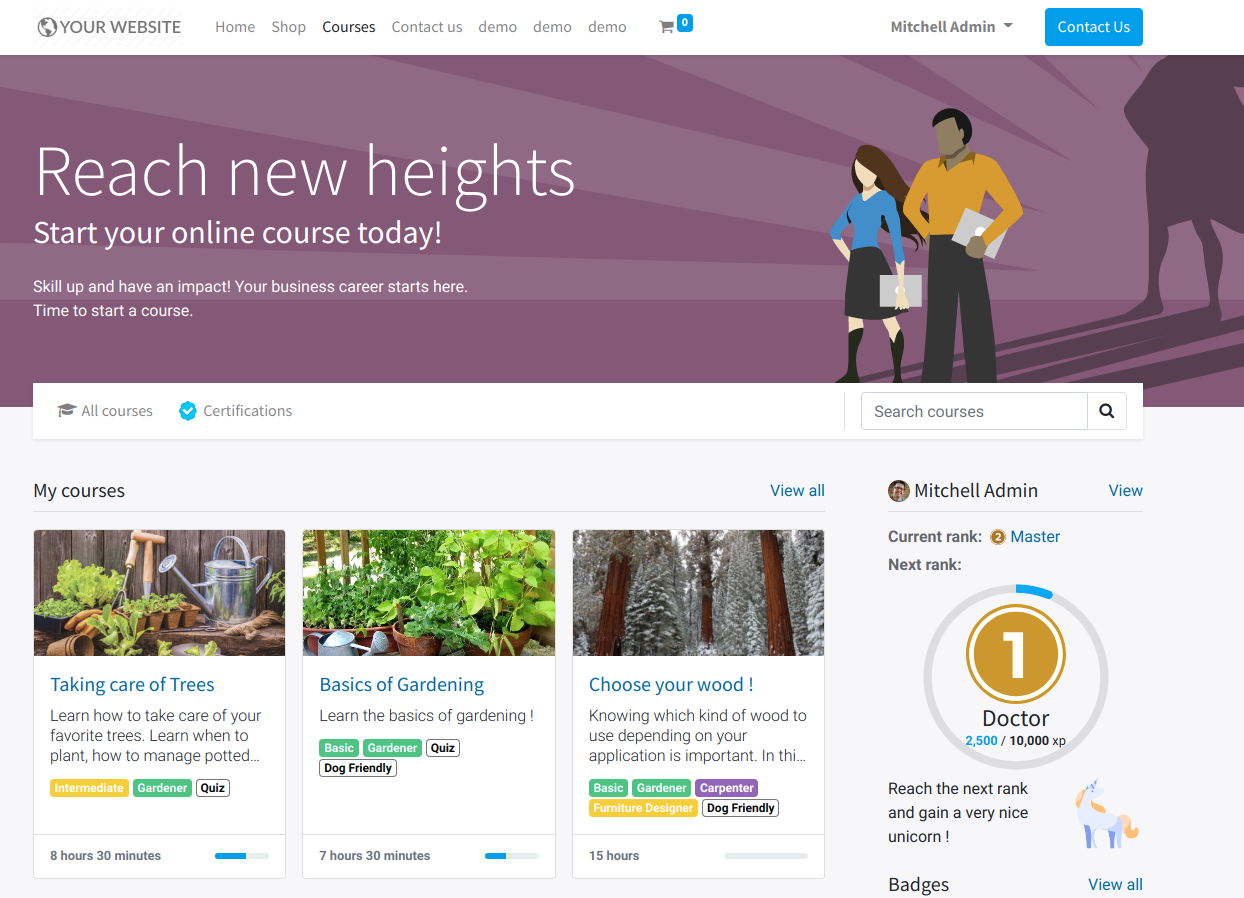 YOUR WEBSITE Home Shop Courses Contact us demo demo demo 0 Mitchell Admin Contact Us
Reach new heights
Start your online course today!
Skill up and have an impact! Your business career starts here.
Time to start a course.
All courses Certifications Search courses
My courses View all
Taking care of Trees
Learn how to take care of your
favorite trees. Learn when to
plant, how to manage potted...
Intermediate Gardener Quiz
8 hours 30 minutes
Basics of Gardening
Learn the basics of gardening !
Basic Gardener Quiz
Dog Friendly
7 hours 30 minutes
Choose your wood !
Knowing which kind of wood to
use depending on your
application is important. In thi...
Basic Gardener Carpenter
Furniture Designer Dog Friendly
15 hours
Mitchell Admin View
Current rank: 2 Master
Next rank:
1
Doctor
2,500 / 10,000 xp
Reach the next rank
and gain a very nice
unicorn !
Badges View all